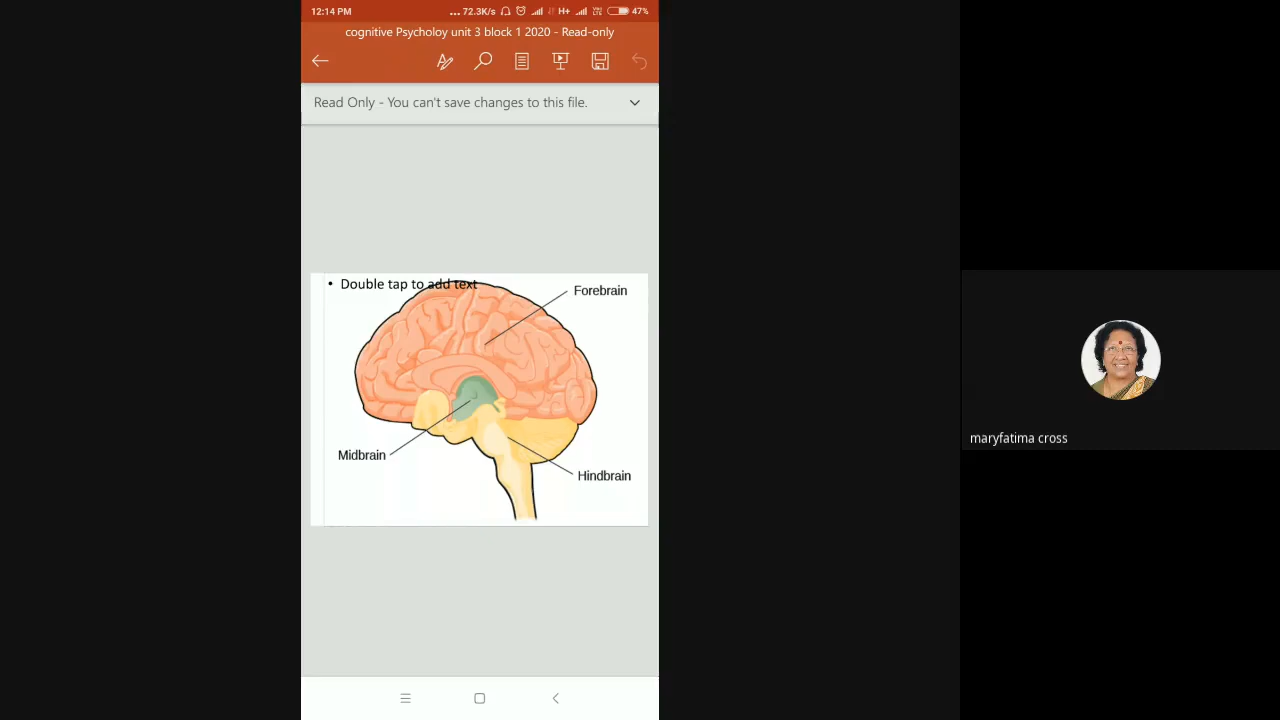 12:14 PM
... 72.3K/s H+ 47%
cognitive Psycholoy unit 3 block 1 2020 - Read-only
Read Only - You can't save changes to this file.
• Double tap to add text
Forebrain
Midbrain
Hindbrain
maryfatima cross